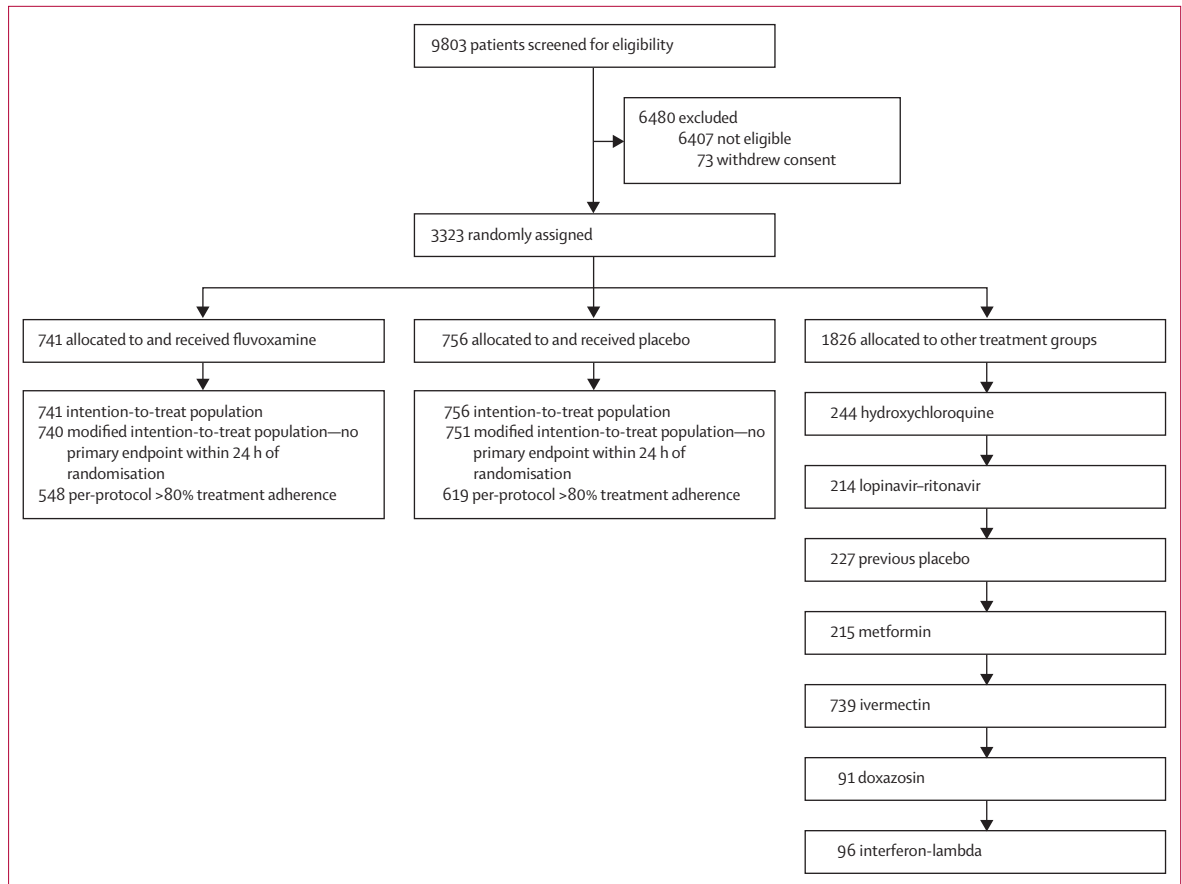 9803 patients screened for eligibility
6480 excluded
6407 not eligible
73 withdrew consent
3323 randomly assigned
741 allocated to and received fluvoxamine
756 allocated to and received placebo
1826 allocated to other treatment groups
741 intention-to-treat population
740 modified intention-to-treat population—no
primary endpoint within 24 h of
randomisation
548 per-protocol >80% treatment adherence
756 intention-to-treat population
751 modified intention-to-treat population—no
primary endpoint within 24 h of
randomisation
619 per-protocol >80% treatment adherence
244 hydroxychloroquine
214 lopinavir–ritonavir
227 previous placebo
215 metformin
739 ivermectin
91 doxazosin
96 interferon-lambda